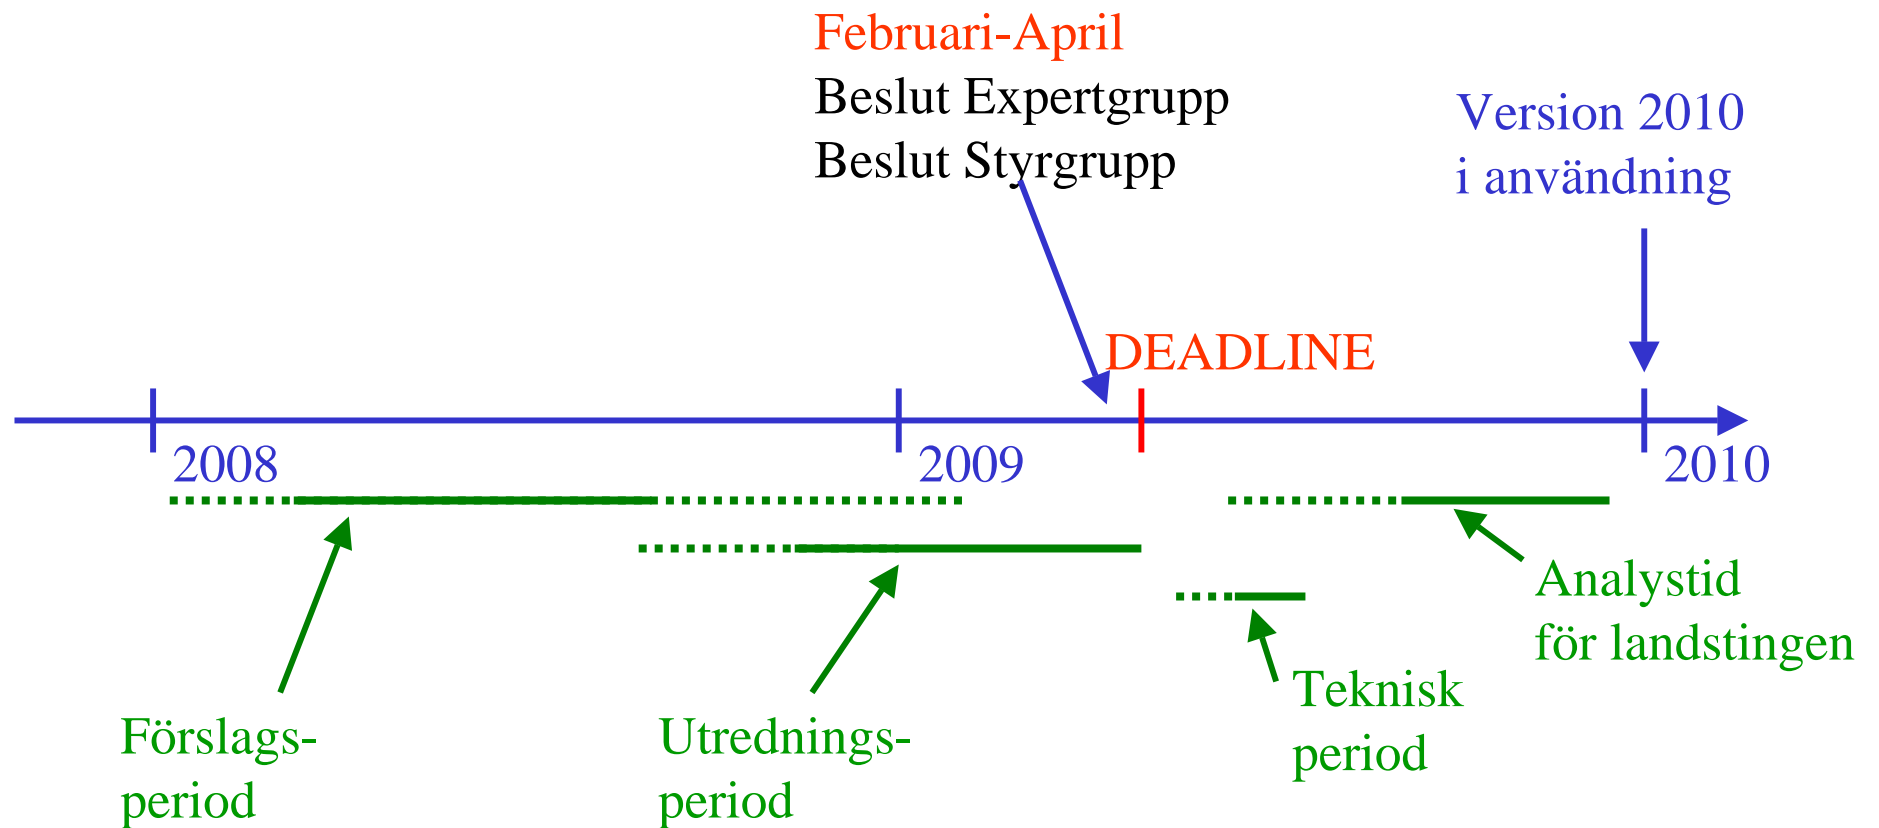 Februari-April
Beslut Expertgrupp
Beslut Styrgrupp
Version 2010
i användning
DEADLINE
2008
2009
2010
Analystid
för landstingen
Teknisk
period
Förslags-
period
Utrednings-
period